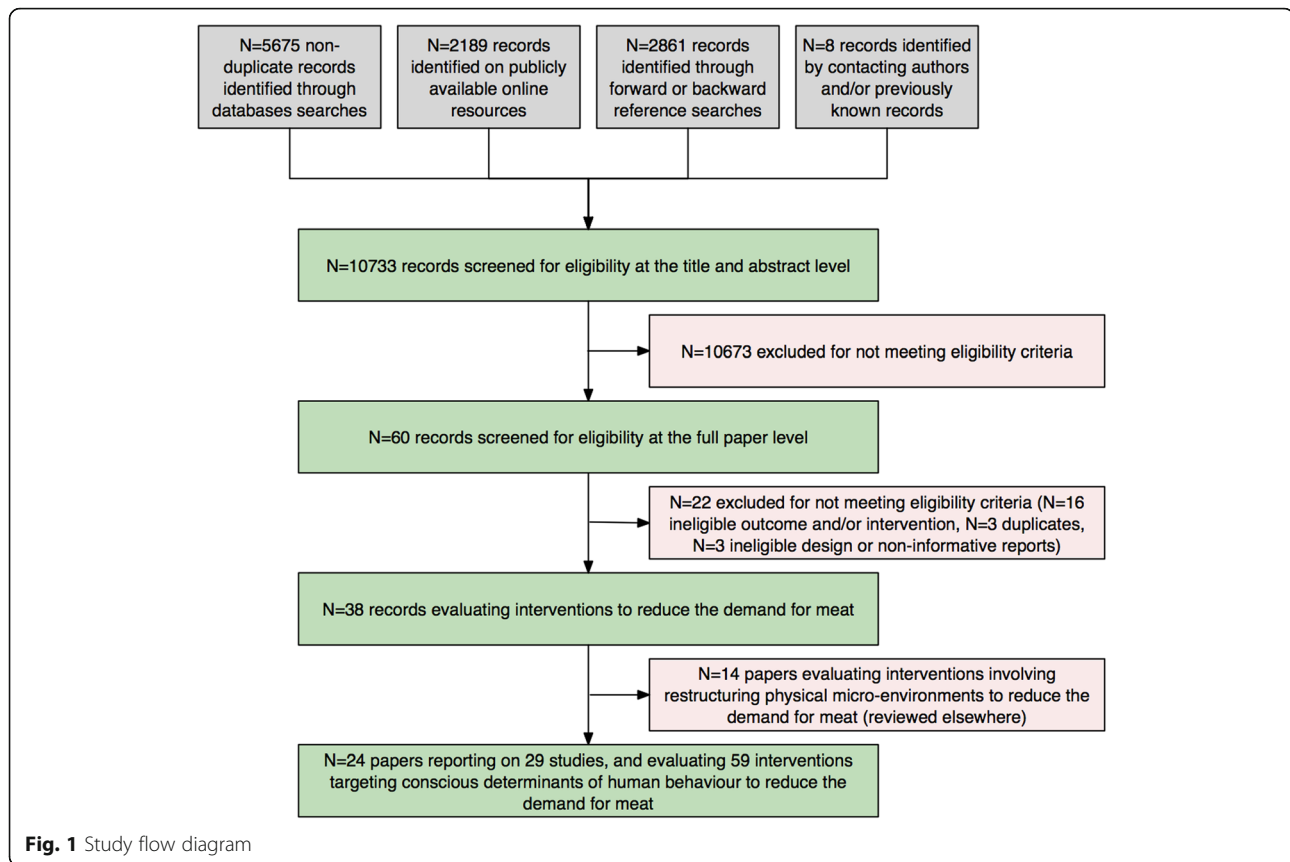 N=5675 non-
duplicate records
identified through
databases searches
N=2189 records
identified on publicly
available online
resources
N=2861 records
identified through
forward or backward
reference searches
N=8 records identified
by contacting authors
and/or previously
known records
N=10733 records screened for eligibility at the title and abstract level
N=10673 excluded for not meeting eligibility criteria
N=60 records screened for eligibility at the full paper level
N=22 excluded for not meeting eligibility criteria (N=16
ineligible outcome and/or intervention, N=3 duplicates,
N=3 ineligible design or non-informative reports)
N=38 records evaluating interventions to reduce the demand for meat
N=14 papers evaluating interventions involving
restructuring physical micro-environments to reduce the
demand for meat (reviewed elsewhere)
N=24 papers reporting on 29 studies, and evaluating 59 interventions
targeting conscious determinants of human behaviour to reduce the
demand for meat
Fig. 1 Study flow diagram